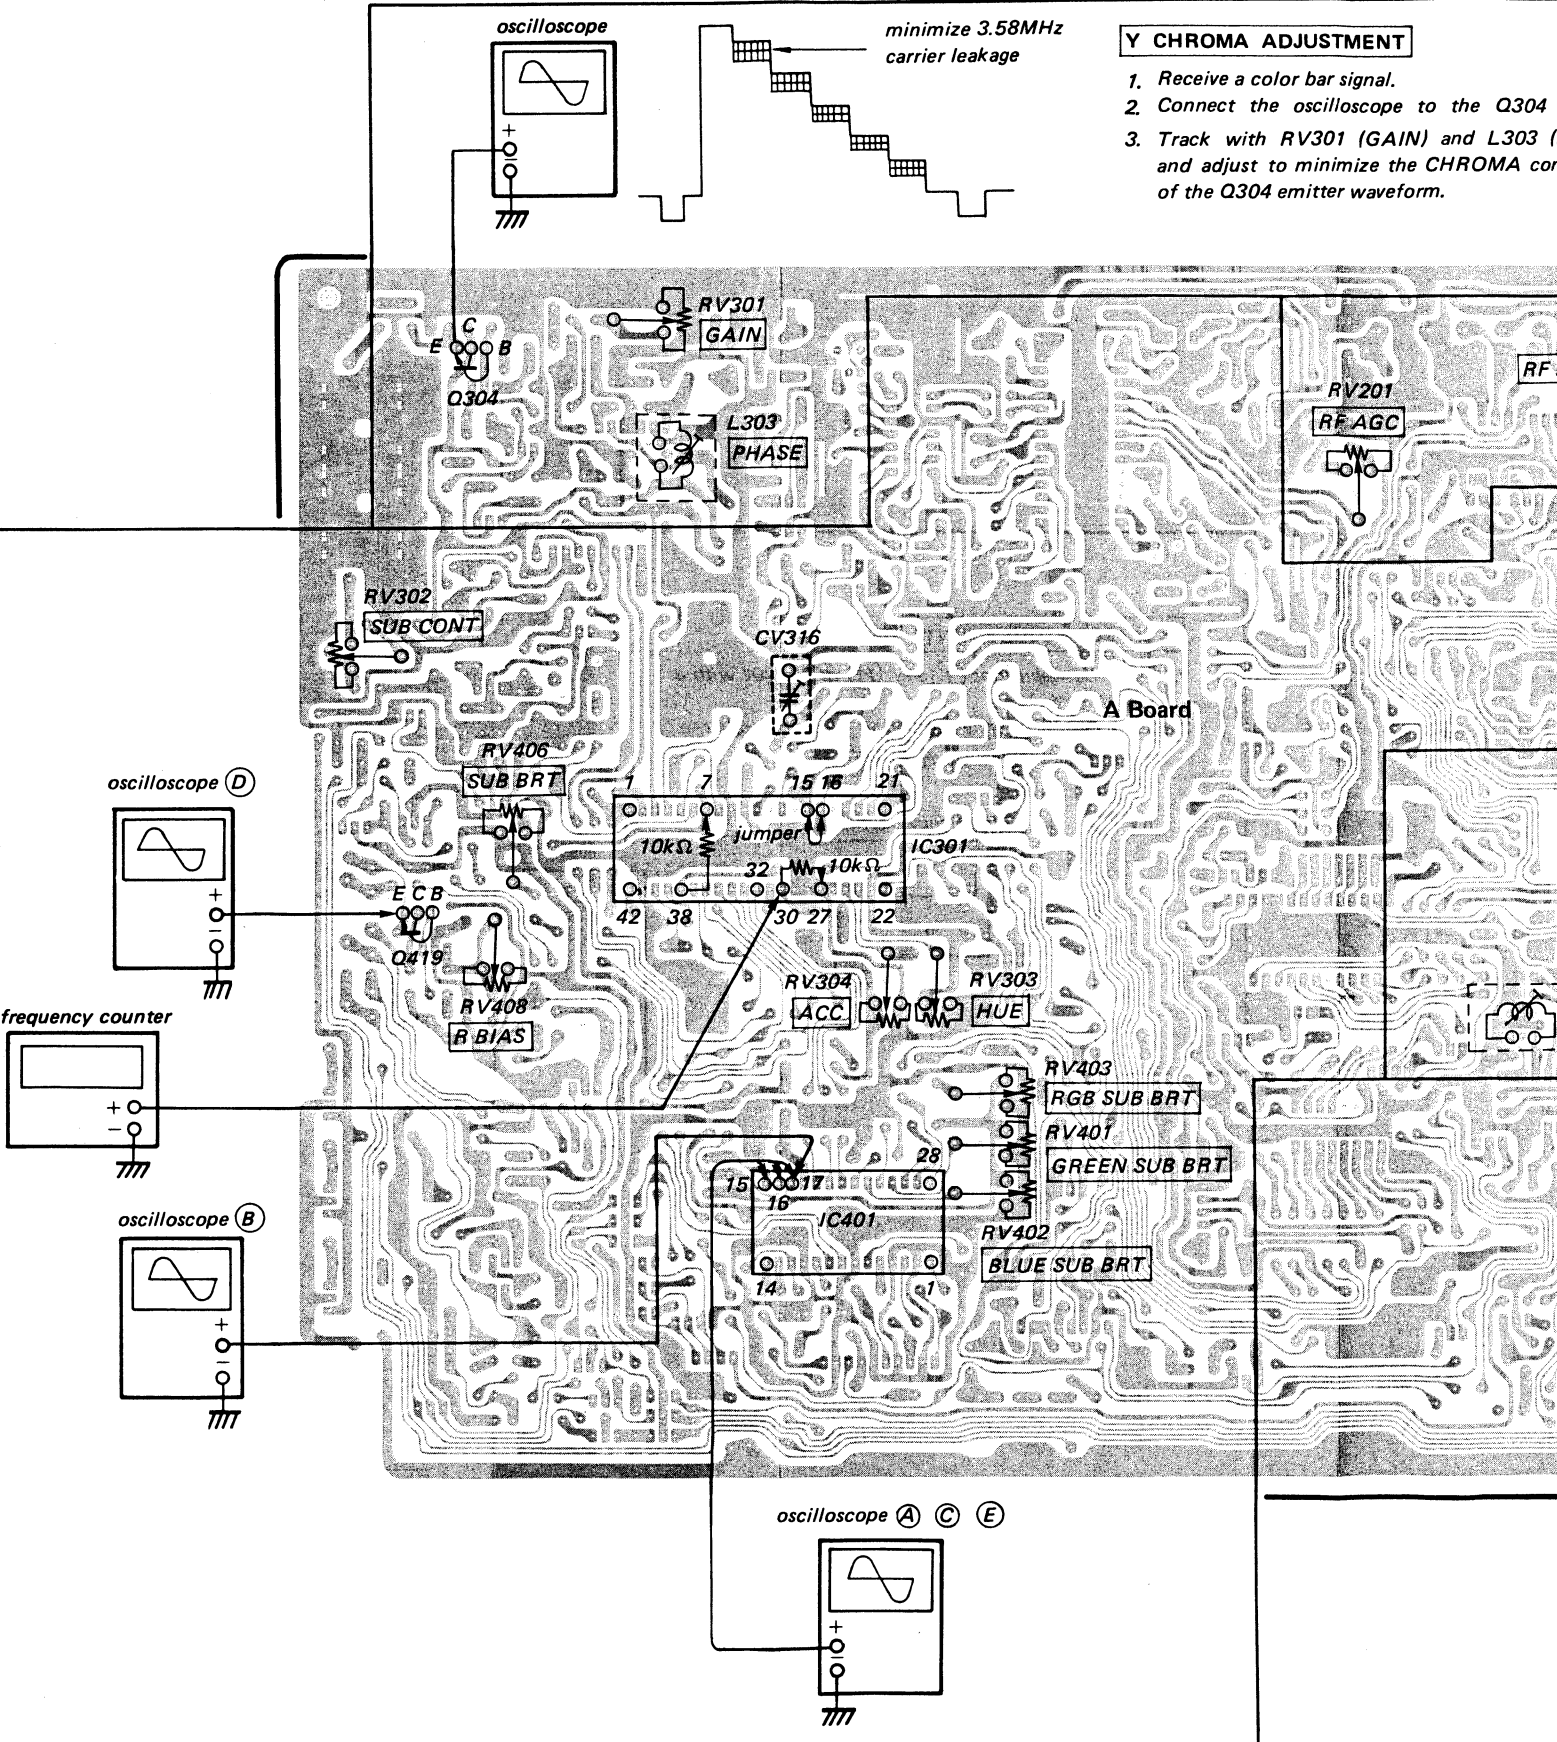 oscilloscope
minimize 3.58MHz
carrier leakage
Y CHROMA ADJUSTMENT
1. Receive a color bar signal.
2. Connect the oscilloscope to the Q304
3. Track with RV301 (GAIN) and L303 (
and adjust to minimize the CHROMA
of the Q304 emitter waveform.
+
−
RV301
GAIN
E C B
Q304
L303
PHASE
RV201
RF AGC
RF
RV302
SUB CONT
CV316
A Board
RV406
SUB BRT
oscilloscope D
+
−
1 7 15 16 21
10kΩ
jumper
IC301
32
10kΩ
42 38 30 27 22
E C B
Q419
RV408
R BIAS
RV304
ACC
RV303
HUE
frequency counter
+
−
RV403
RGB SUB BRT
RV401
GREEN SUB BRT
28
15 16 17
IC401
14 1
RV402
BLUE SUB BRT
oscilloscope B
+
−
oscilloscope A C E
+
−